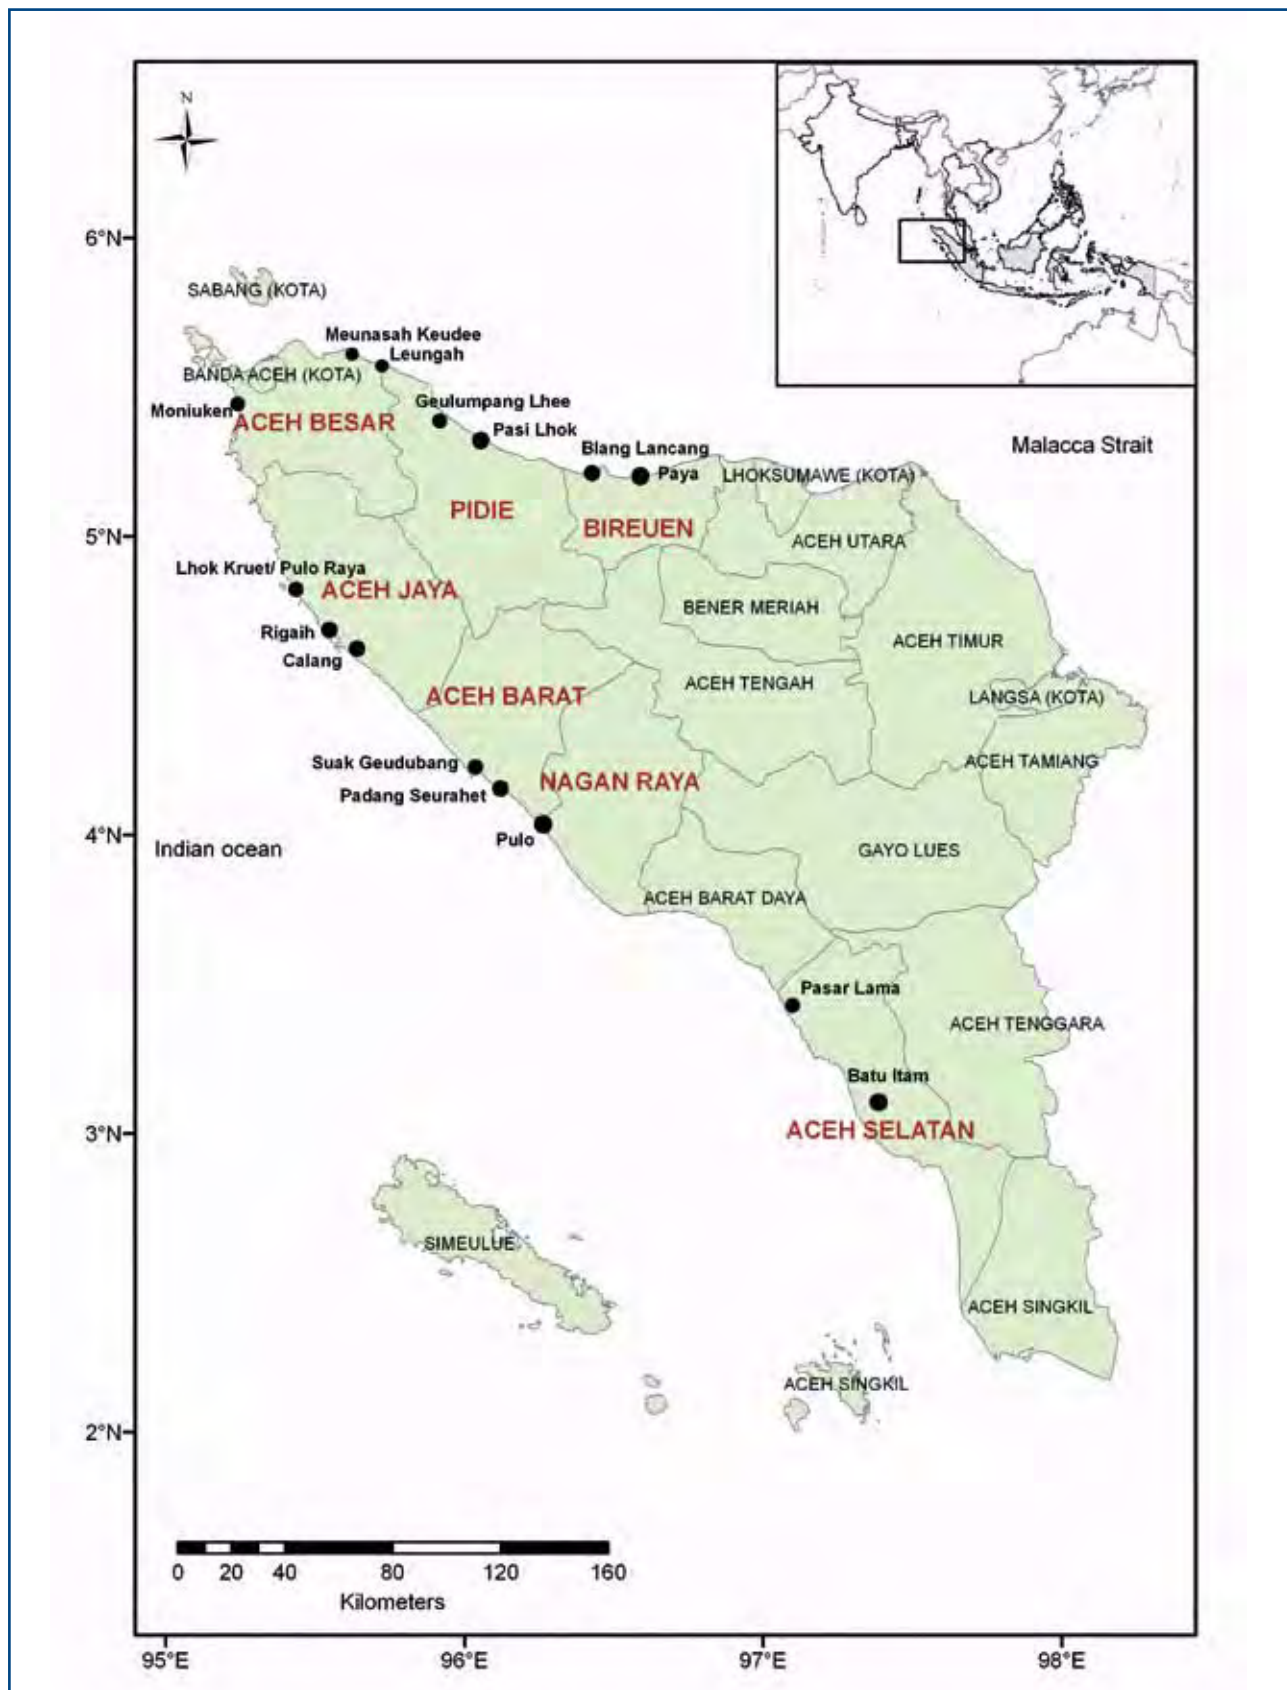 N
6°N
SABANG (KOTA)
Meunasah Keudee
Leungah
BANDA ACEH (KOTA)
Geulumpang Lhee
Moniuken
ACEH BESAR
Pasi Lhok
Malacca Strait
Blang Lancang
Paya
LHOKSUMAWE (KOTA)
PIDIE
BIREUEN
5°N
ACEH UTARA
Lhok Kruet/ Pulo Raya
ACEH JAYA
BENER MERIAH
Rigaih
ACEH TIMUR
Calang
ACEH TENGAH
ACEH BARAT
LANGSA (KOTA)
Suak Geudubang
ACEH TAMIANG
NAGAN RAYA
Padang Seurahet
4°N
Pulo
Indian ocean
GAYO LUES
ACEH BARAT DAYA
Pasar Lama
ACEH TENGGARA
Batu Itam
3°N
ACEH SELATAN
SIMEULUE
ACEH SINGKIL
ACEH SINGKIL
2°N
0 20 40 80 120 160
Kilometers
95°E 96°E 97°E 98°E